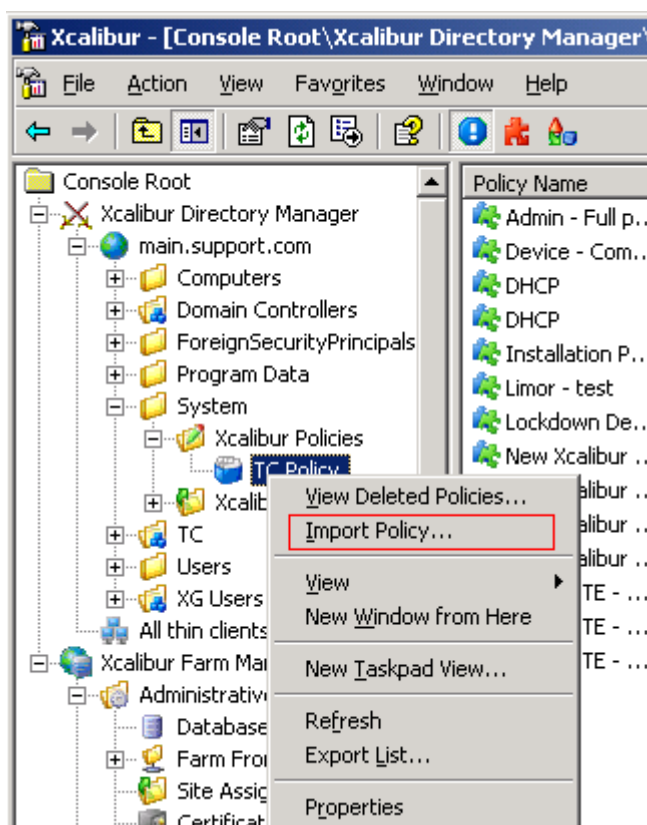 Xcalibur - [Console Root\Xcalibur Directory Manager\
File Action View Favorites Window Help
Console Root
Xcalibur Directory Manager
main.support.com
Computers
Domain Controllers
ForeignSecurityPrincipals
Program Data
System
Xcalibur Policies
TC Policy
Xcalib
TC
Users
XG Users
All thin clients
Xcalibur Farm Ma
Administrativ
Database
Farm Fro
Site Assig
Certificat
Policy Name
Admin - Full p...
Device - Com...
DHCP
DHCP
Installation P...
Limor - test
Lockdown De...
New Xcalibur ...
alibur ...
alibur ...
alibur ...
TE - ...
TE - ...
TE - ...
View Deleted Policies...
Import Policy...
View
New Window from Here
New Taskpad View...
Refresh
Export List...
Properties